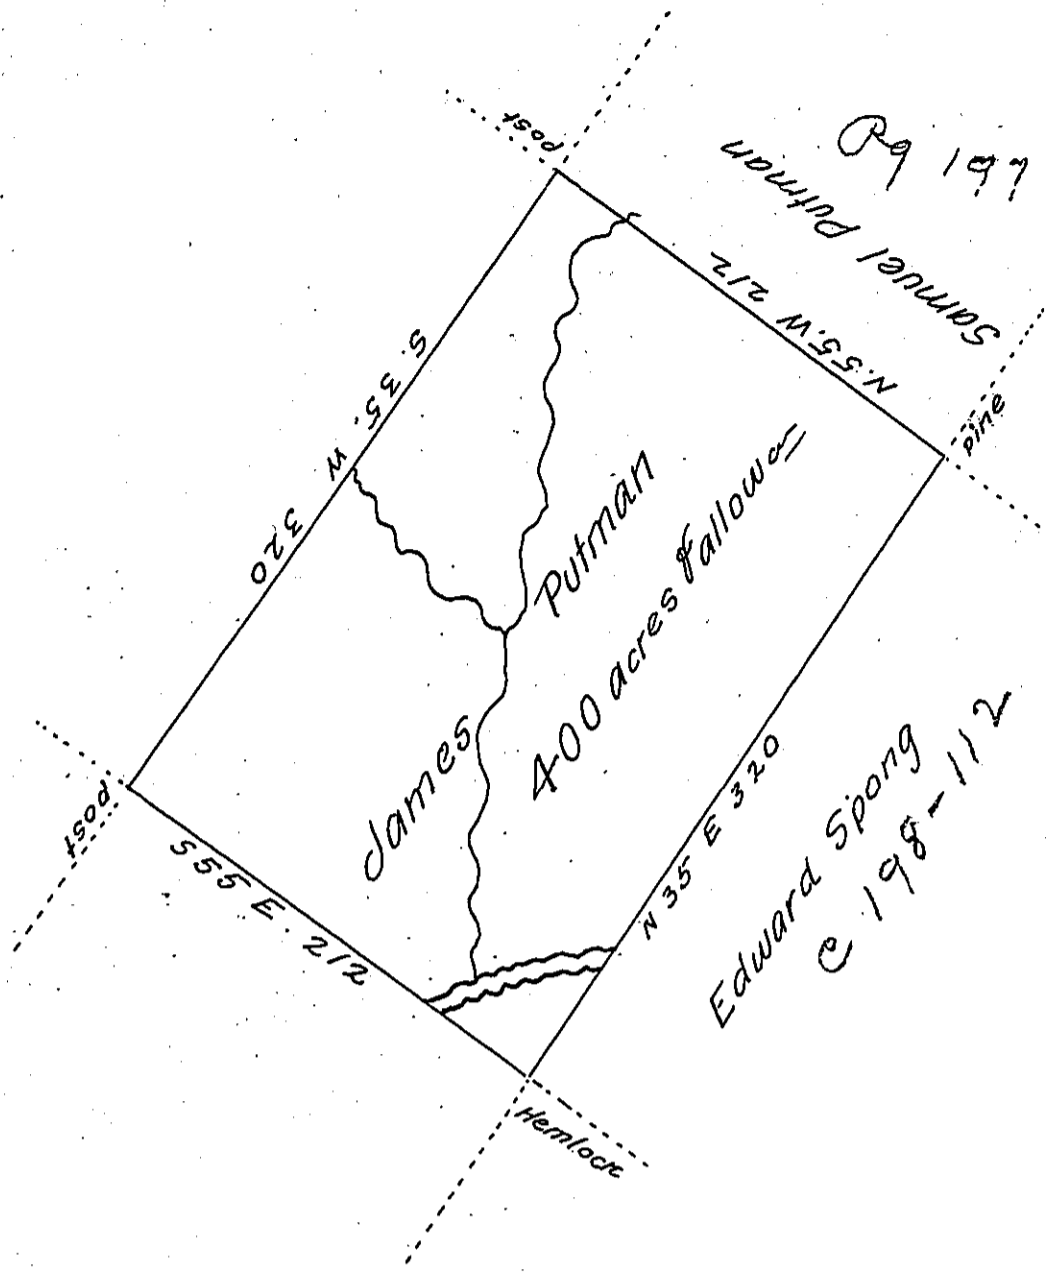 post
Pg 197
Samuel Putman
N.55.W 212
pine
S. 35. W 320
James Putman
400 acres & allowa
post
S55 E. 212
N 35 E 320
Edward Spong
C 198-112
Hemlock